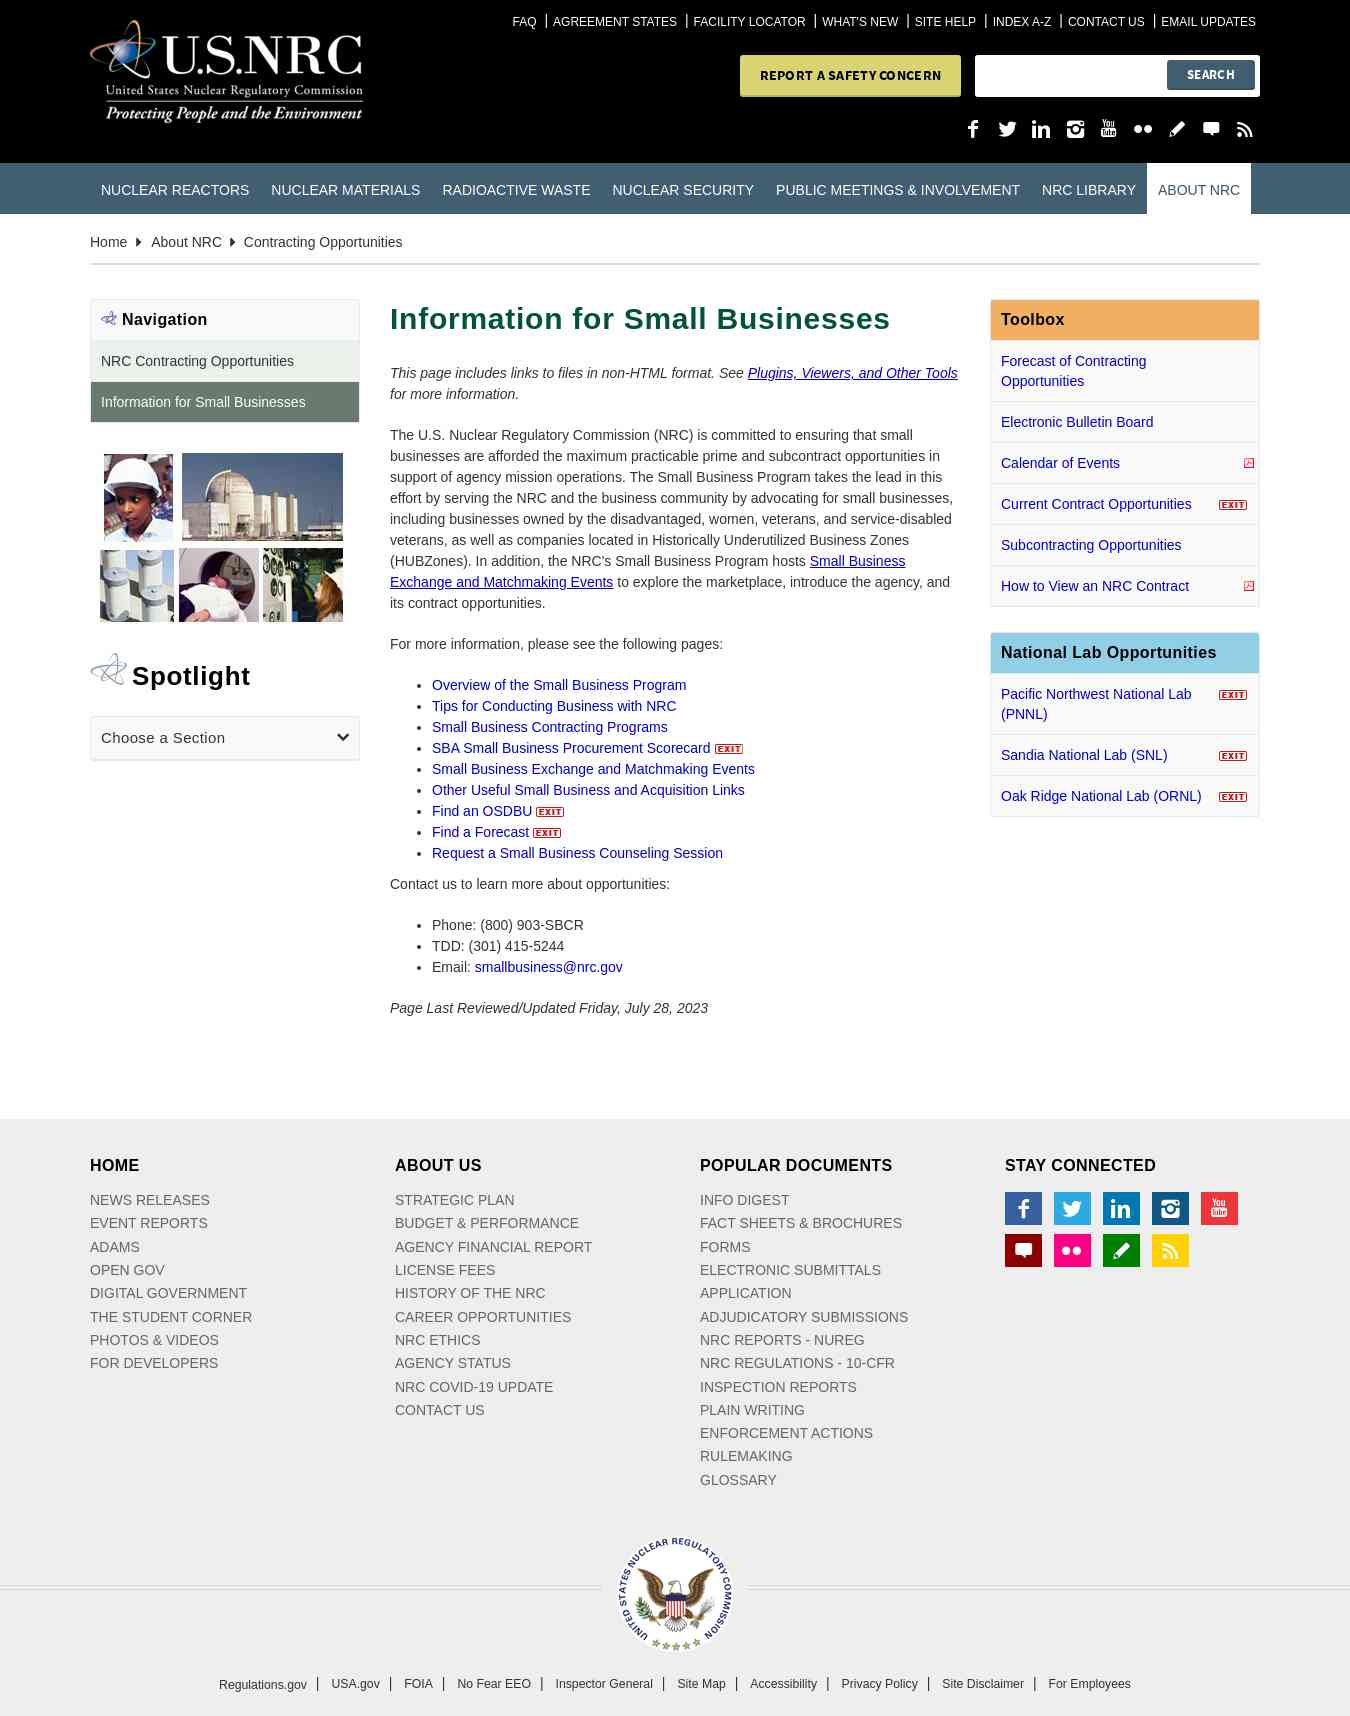 FAQ | AGREEMENT STATES | FACILITY LOCATOR | WHAT'S NEW | SITE HELP | INDEX A-Z | CONTACT US | EMAIL UPDATES
U.S.NRC
United States Nuclear Regulatory Commission
Protecting People and the Environment
REPORT A SAFETY CONCERN
SEARCH
You Tube
NUCLEAR REACTORS NUCLEAR MATERIALS RADIOACTIVE WASTE NUCLEAR SECURITY PUBLIC MEETINGS & INVOLVEMENT NRC LIBRARY ABOUT NRC
Home About NRC Contracting Opportunities
Navigation
NRC Contracting Opportunities
Information for Small Businesses
Spotlight
Choose a Section
Information for Small Businesses
This page includes links to files in non-HTML format. See Plugins, Viewers, and Other Tools
for more information.
The U.S. Nuclear Regulatory Commission (NRC) is committed to ensuring that small
businesses are afforded the maximum practicable prime and subcontract opportunities in
support of agency mission operations. The Small Business Program takes the lead in this
effort by serving the NRC and the business community by advocating for small businesses,
including businesses owned by the disadvantaged, women, veterans, and service-disabled
veterans, as well as companies located in Historically Underutilized Business Zones
(HUBZones). In addition, the NRC's Small Business Program hosts Small Business
Exchange and Matchmaking Events to explore the marketplace, introduce the agency, and
its contract opportunities.
For more information, please see the following pages:
• Overview of the Small Business Program
• Tips for Conducting Business with NRC
• Small Business Contracting Programs
• SBA Small Business Procurement Scorecard EXIT
• Small Business Exchange and Matchmaking Events
• Other Useful Small Business and Acquisition Links
• Find an OSDBU EXIT
• Find a Forecast EXIT
• Request a Small Business Counseling Session
Contact us to learn more about opportunities:
• Phone: (800) 903-SBCR
• TDD: (301) 415-5244
• Email: smallbusiness@nrc.gov
Page Last Reviewed/Updated Friday, July 28, 2023
Toolbox
Forecast of Contracting
Opportunities
Electronic Bulletin Board
Calendar of Events
Current Contract Opportunities EXIT
Subcontracting Opportunities
How to View an NRC Contract
National Lab Opportunities
Pacific Northwest National Lab EXIT
(PNNL)
Sandia National Lab (SNL) EXIT
Oak Ridge National Lab (ORNL) EXIT
HOME
NEWS RELEASES
EVENT REPORTS
ADAMS
OPEN GOV
DIGITAL GOVERNMENT
THE STUDENT CORNER
PHOTOS & VIDEOS
FOR DEVELOPERS
ABOUT US
STRATEGIC PLAN
BUDGET & PERFORMANCE
AGENCY FINANCIAL REPORT
LICENSE FEES
HISTORY OF THE NRC
CAREER OPPORTUNITIES
NRC ETHICS
AGENCY STATUS
NRC COVID-19 UPDATE
CONTACT US
POPULAR DOCUMENTS
INFO DIGEST
FACT SHEETS & BROCHURES
FORMS
ELECTRONIC SUBMITTALS
APPLICATION
ADJUDICATORY SUBMISSIONS
NRC REPORTS - NUREG
NRC REGULATIONS - 10-CFR
INSPECTION REPORTS
PLAIN WRITING
ENFORCEMENT ACTIONS
RULEMAKING
GLOSSARY
STAY CONNECTED
You Tube
UNITED STATES NUCLEAR REGULATORY COMMISSION
Regulations.gov | USA.gov | FOIA | No Fear EEO | Inspector General | Site Map | Accessibility | Privacy Policy | Site Disclaimer | For Employees